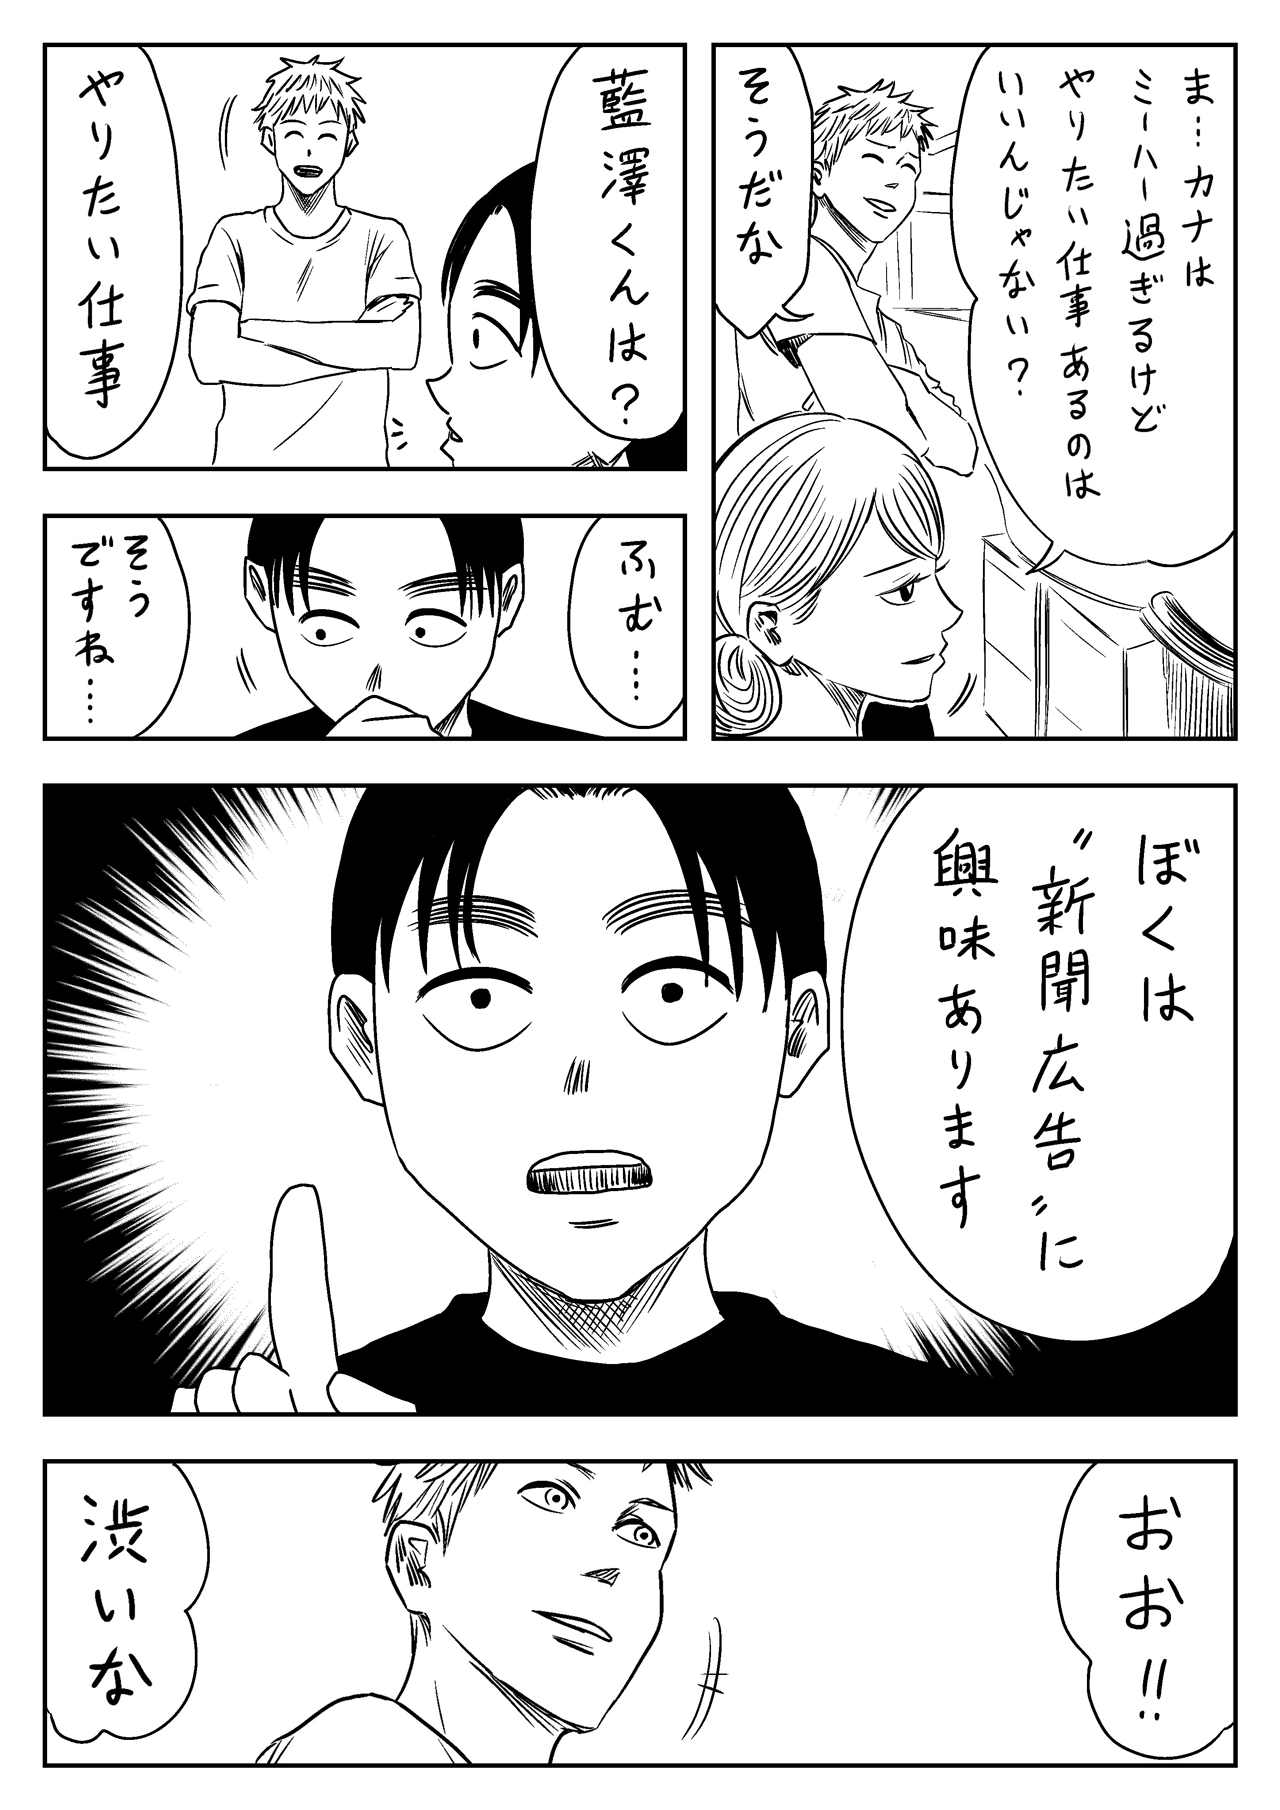 ま…カナは
ミーハー過ぎるけど
やりたい仕事あるのは
いいんじゃない？
そうだな
藍澤くんは？
やりたい仕事
ふむ……
そう
ですね……
ぼくは
〝新聞広告〟に
興味あります
おお!!
渋いな